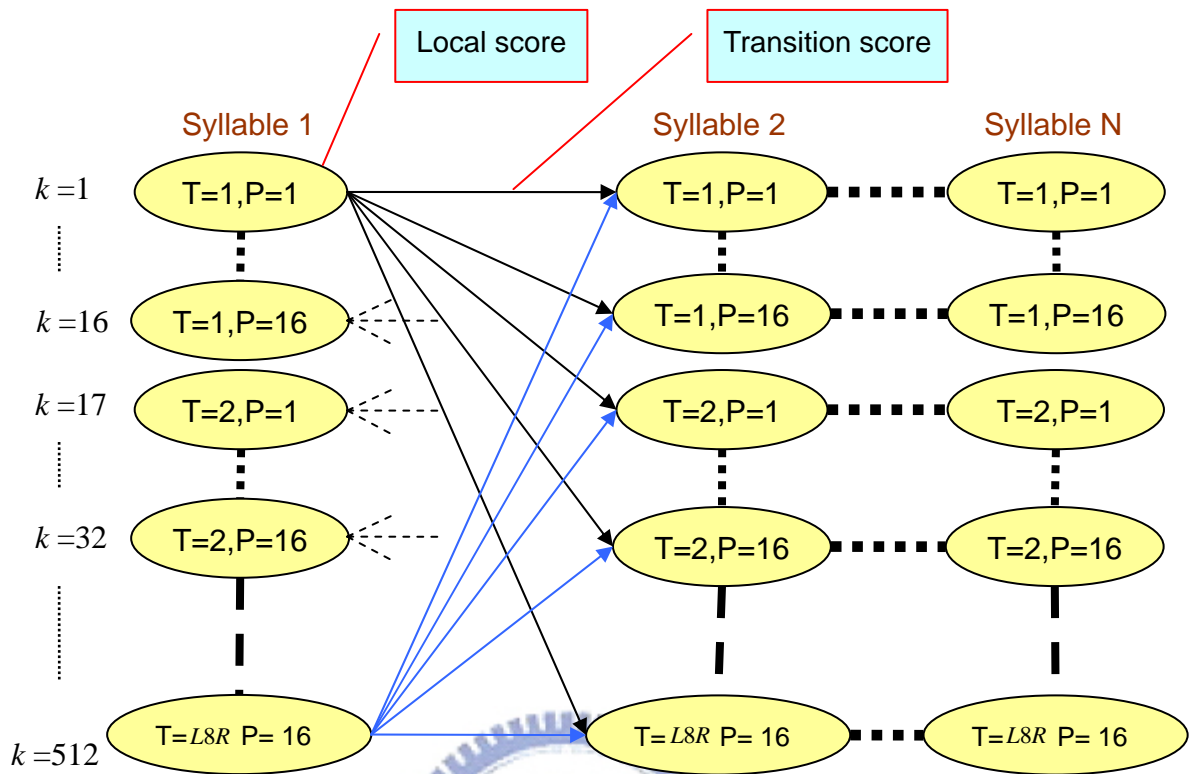 Local score
Transition score
Syllable 1
Syllable 2
Syllable N
k =1
T=1,P=1
T=1,P=1
T=1,P=1
k =16
T=1,P=16
T=1,P=16
T=1,P=16
k =17
T=2,P=1
T=2,P=1
T=2,P=1
k =32
T=2,P=16
T=2,P=16
T=2,P=16
k =512
T=L8R P= 16
T=L8R P= 16
T=L8R P= 16